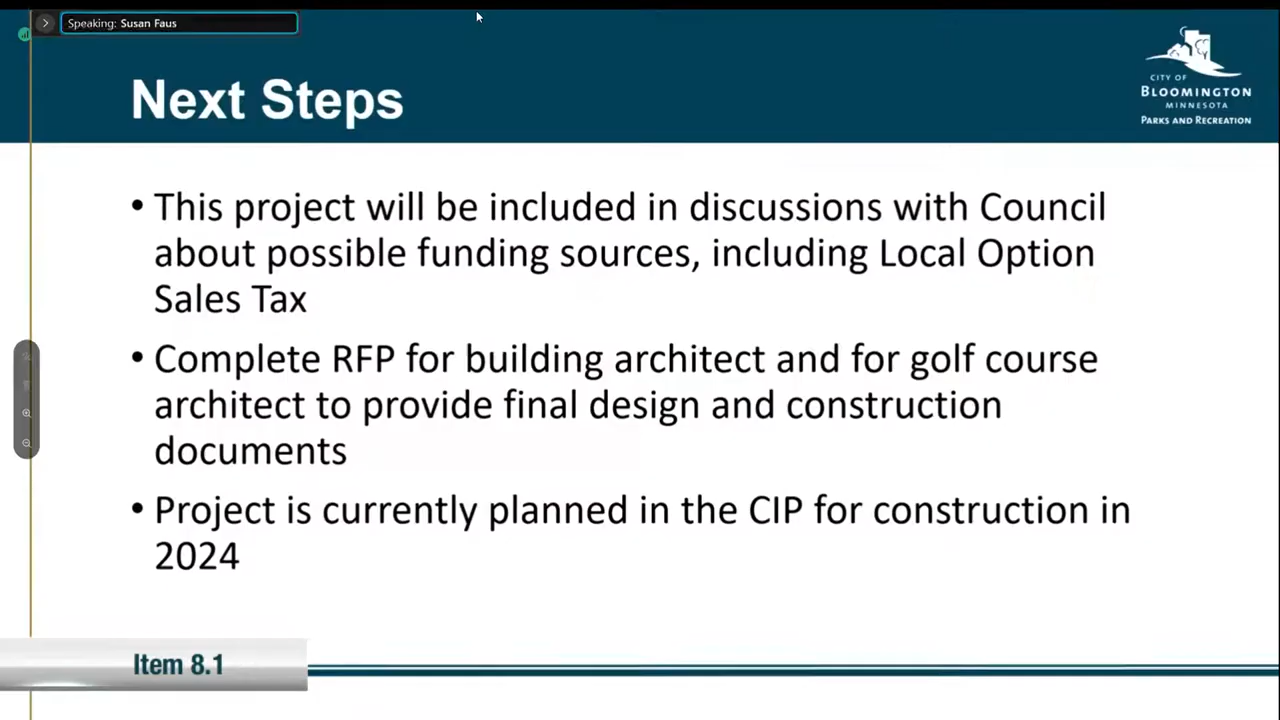 Speaking: Susan Faus
Next Steps
CITY OF
BLOOMINGTON
MINNESOTA
PARKS AND RECREATION
• This project will be included in discussions with Council
about possible funding sources, including Local Option
Sales Tax
• Complete RFP for building architect and for golf course
architect to provide final design and construction
documents
• Project is currently planned in the CIP for construction in
2024
Item 8.1